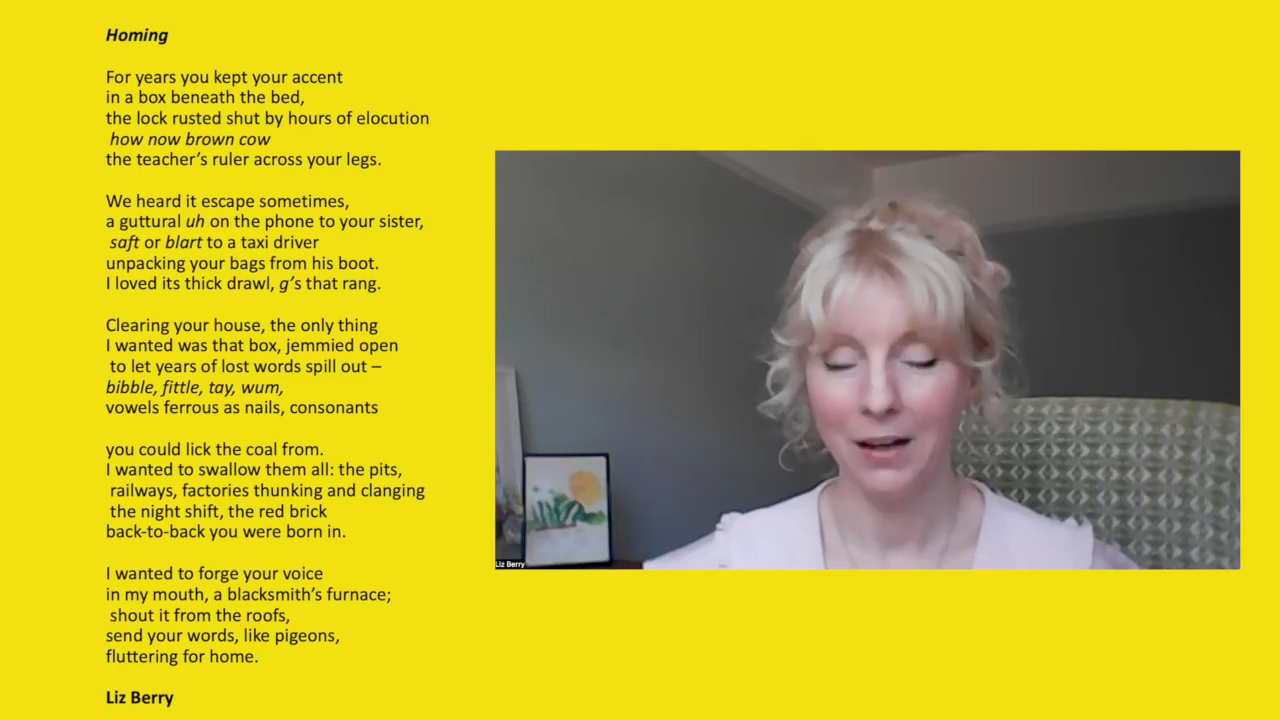 Homing
For years you kept your accent
in a box beneath the bed,
the lock rusted shut by hours of elocution
how now brown cow
the teacher’s ruler across your legs.
We heard it escape sometimes,
a guttural uh on the phone to your sister,
saft or blart to a taxi driver
unpacking your bags from his boot.
I loved its thick drawl, g’s that rang.
Clearing your house, the only thing
I wanted was that box, jemmied open
to let years of lost words spill out –
bibble, fittle, tay, wum,
vowels ferrous as nails, consonants
you could lick the coal from.
I wanted to swallow them all: the pits,
railways, factories thunking and clanging
the night shift, the red brick
back-to-back you were born in.
I wanted to forge your voice
in my mouth, a blacksmith’s furnace;
shout it from the roofs,
send your words, like pigeons,
fluttering for home.
Liz Berry
Liz Berry